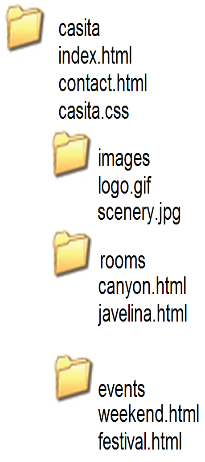 casita
index.html
contact.html
casita.css
images
logo.gif
scenery.jpg
rooms
canyon.html
javelina.html
events
weekend.html
festival.html